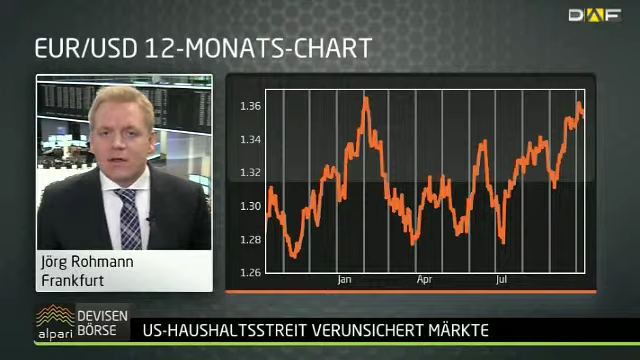 DAF
EUR/USD 12-MONATS-CHART
1.36
1.34
1.32
1.30
1.28
1.26
Jan
Apr
Jul
Jörg Rohmann
Frankfurt
alpari
DEVISEN
BÖRSE
US-HAUSHALTSSTREIT VERUNSICHERT MÄRKTE